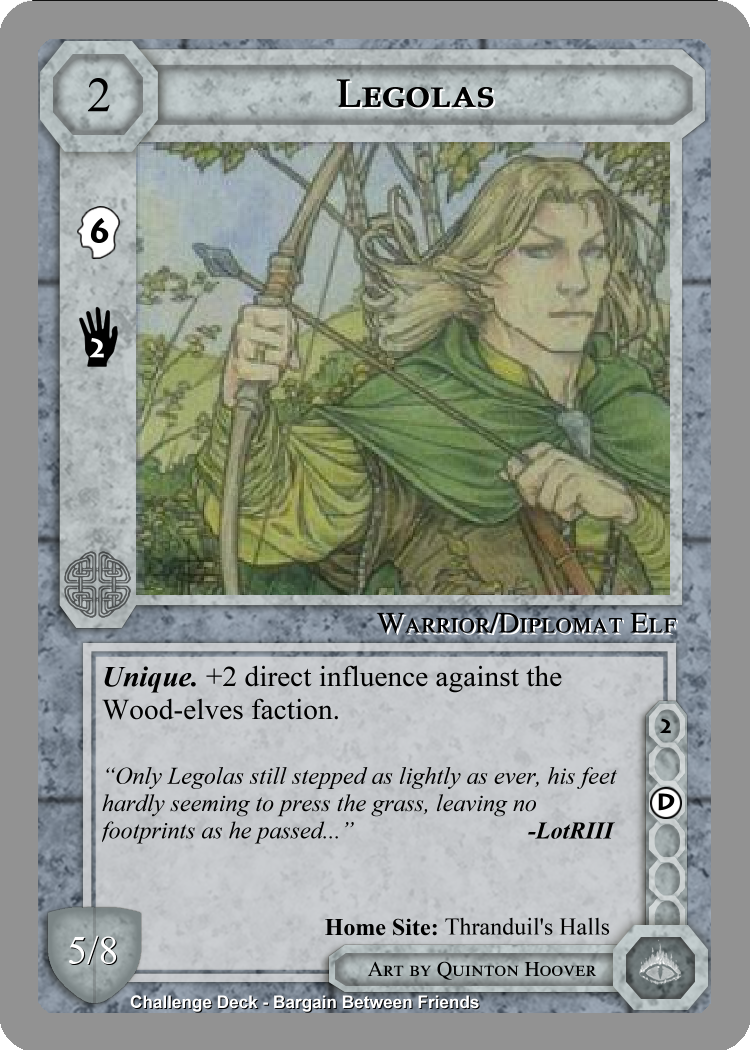 2
Legolas
6
2
Warrior/Diplomat Elf
Unique. +2 direct influence against the
Wood-elves faction.
2
“Only Legolas still stepped as lightly as ever, his feet
hardly seeming to press the grass, leaving no
footprints as he passed...” -LotRIII
D
Home Site: Thranduil's Halls
5/8
Art by Quinton Hoover
Challenge Deck - Bargain Between Friends